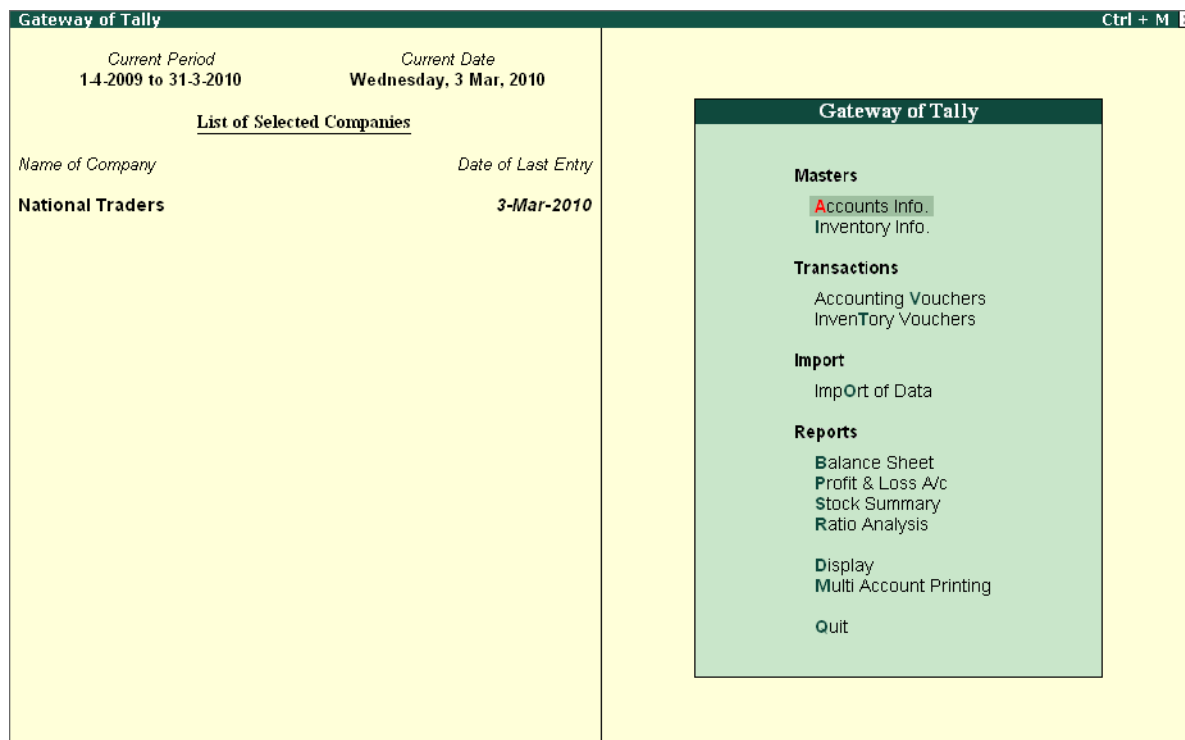 Gateway of Tally
Ctrl + M
Current Period
Current Date
1-4-2009 to 31-3-2010
Wednesday, 3 Mar, 2010
List of Selected Companies
Name of Company
Date of Last Entry
National Traders
3-Mar-2010
Gateway of Tally
Masters
Accounts Info.
Inventory Info.
Transactions
Accounting Vouchers
InvenTory Vouchers
Import
ImpOrt of Data
Reports
Balance Sheet
Profit & Loss A/c
Stock Summary
Ratio Analysis
Display
Multi Account Printing
Quit